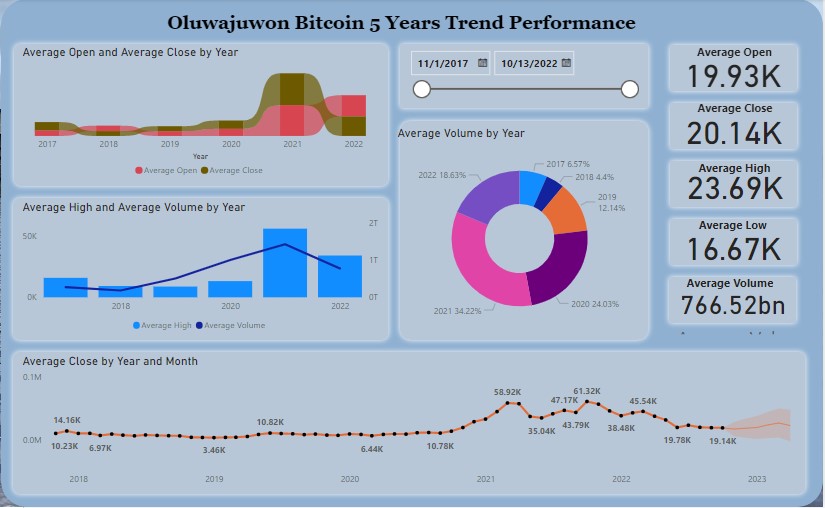 Oluwajuwon Bitcoin 5 Years Trend Performance
Average Open and Average Close by Year
2017 2018 2019 2020 2021 2022
Year
Average Open Average Close
11/1/2017 10/13/2022
Average Open
19.93K
Average Close
20.14K
Average High
23.69K
Average Low
16.67K
Average Volume
766.52bn
Average High and Average Volume by Year
50K
0K
2T
1T
0T
2018 2020 2022
Average High Average Volume
Average Volume by Year
2017 6.57%
2018 4.4%
2019
12.14%
2020 24.03%
2021 34.22%
2022 18.63%
Average Close by Year and Month
0.1M
0.0M
14.16K
10.23K
6.97K
3.46K
10.82K
6.44K
10.78K
58.92K
35.04K
47.17K
43.79K
61.32K
38.48K
45.54K
19.78K
19.14K
2018 2019 2020 2021 2022 2023